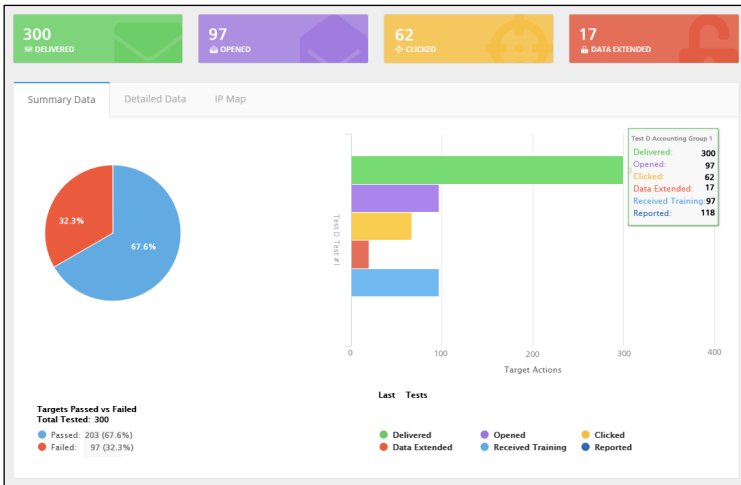 300
DELIVERED
97
OPENED
62
CLICKED
17
DATA EXTENDED
Summary Data
Detailed Data
IP Map
32.3%
67.6%
Test D Test #1
Test D Accounting Group 1
Delivered: 300
Opened: 97
Clicked: 62
Data Extended: 17
Received Training: 97
Reported: 118
0
100
200
300
400
Target Actions
Last Tests
Targets Passed vs Failed
Total Tested: 300
Passed: 203 (67.6%)
Failed: 97 (32.3%)
Delivered
Opened
Clicked
Data Extended
Received Training
Reported